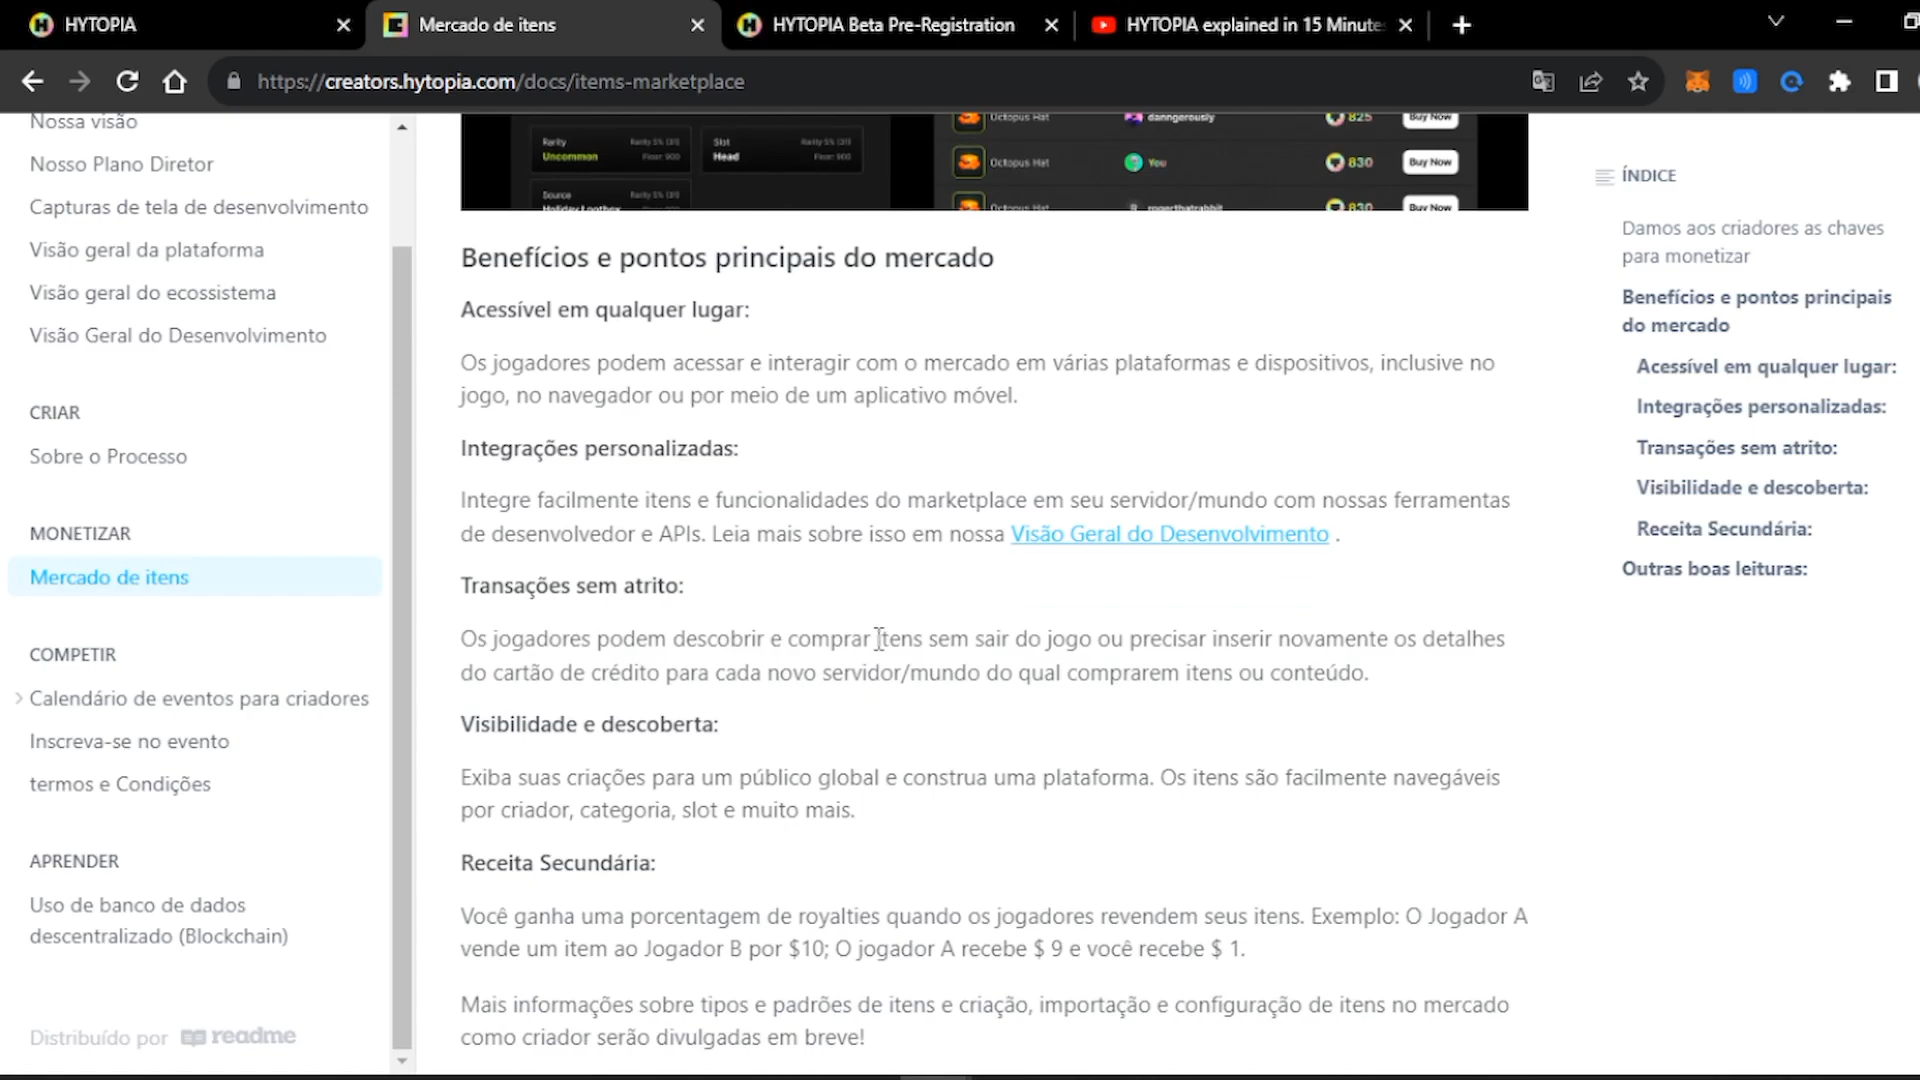 HYTOPIA
Mercado de itens
HYTOPIA Beta Pre-Registration
HYTOPIA explained in 15 Minute
https://creators.hytopia.com/docs/items-marketplace
Nossa visão
Nosso Plano Diretor
Capturas de tela de desenvolvimento
Visão geral da plataforma
Visão geral do ecossistema
Visão Geral do Desenvolvimento
CRIAR
Sobre o Processo
MONETIZAR
Mercado de itens
COMPETIR
Calendário de eventos para criadores
Inscreva-se no evento
termos e Condições
APRENDER
Uso de banco de dados
descentralizado (Blockchain)
Distribuído por readme
Rarity
Rarity 5% (31)
Uncommon
Floor: 900
Slot
Rarity 5% (31)
Head
Floor: 900
Source
Rarity 5% (31)
Holiday Lootbox
Floor: 900
Octopus Hat danngerously 825 Buy Now
Octopus Hat You 830 Buy Now
Octopus Hat rogerthatrabbit 830 Buy Now
Benefícios e pontos principais do mercado
Acessível em qualquer lugar:
Os jogadores podem acessar e interagir com o mercado em várias plataformas e dispositivos, inclusive no
jogo, no navegador ou por meio de um aplicativo móvel.
Integrações personalizadas:
Integre facilmente itens e funcionalidades do marketplace em seu servidor/mundo com nossas ferramentas
de desenvolvedor e APIs. Leia mais sobre isso em nossa Visão Geral do Desenvolvimento .
Transações sem atrito:
Os jogadores podem descobrir e comprar itens sem sair do jogo ou precisar inserir novamente os detalhes
do cartão de crédito para cada novo servidor/mundo do qual comprarem itens ou conteúdo.
Visibilidade e descoberta:
Exiba suas criações para um público global e construa uma plataforma. Os itens são facilmente navegáveis
por criador, categoria, slot e muito mais.
Receita Secundária:
Você ganha uma porcentagem de royalties quando os jogadores revendem seus itens. Exemplo: O Jogador A
vende um item ao Jogador B por $10; O jogador A recebe $ 9 e você recebe $ 1.
Mais informações sobre tipos e padrões de itens e criação, importação e configuração de itens no mercado
como criador serão divulgadas em breve!
ÍNDICE
Damos aos criadores as chaves
para monetizar
Benefícios e pontos principais
do mercado
Acessível em qualquer lugar:
Integrações personalizadas:
Transações sem atrito:
Visibilidade e descoberta:
Receita Secundária:
Outras boas leituras: